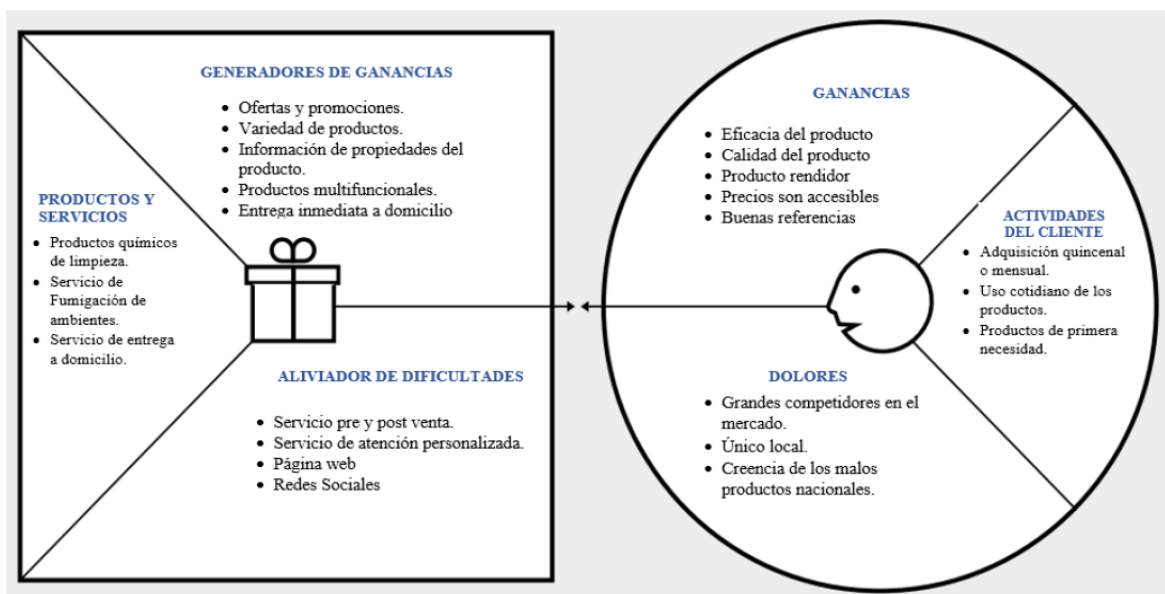 GENERADORES DE GANANCIAS
• Ofertas y promociones.
• Variedad de productos.
• Información de propiedades del
producto.
• Productos multifuncionales.
• Entrega inmediata a domicilio
PRODUCTOS Y
SERVICIOS
• Productos químicos
de limpieza.
• Servicio de
Fumigación de
ambientes.
• Servicio de entrega
a domicilio.
ALIVIADOR DE DIFICULTADES
• Servicio pre y post venta.
• Servicio de atención personalizada.
• Página web
• Redes Sociales
GANANCIAS
• Eficacia del producto
• Calidad del producto
• Producto rendidor
• Precios son accesibles
• Buenas referencias
ACTIVIDADES
DEL CLIENTE
• Adquisición quincenal
o mensual.
• Uso cotidiano de los
productos.
• Productos de primera
necesidad.
DOLORES
• Grandes competidores en el
mercado.
• Único local.
• Creencia de los malos
productos nacionales.